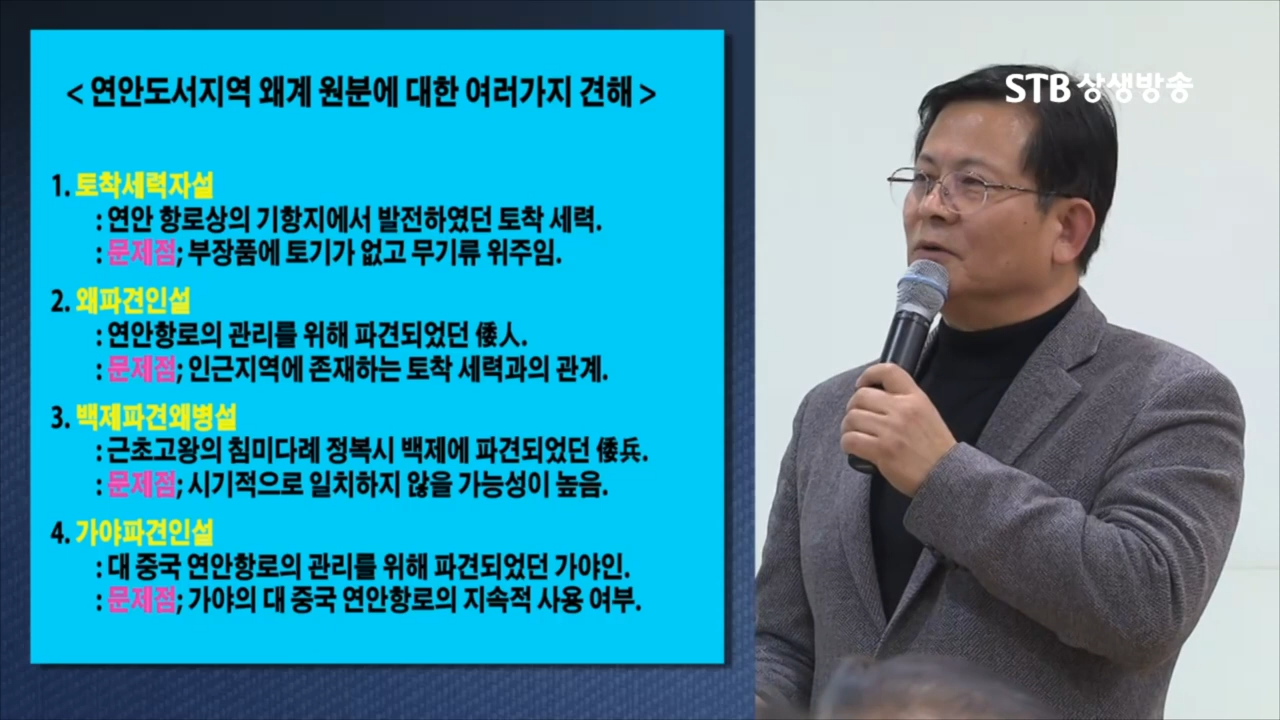 < 연안도서지역 왜계 원분에 대한 여러가지 견해 >
1. 토착세력자설
: 연안 항로상의 기항지에서 발전하였던 토착 세력.
: 문제점; 부장품에 토기가 없고 무기류 위주임.
2. 왜파견인설
: 연안항로의 관리를 위해 파견되었던 倭人.
: 문제점; 인근지역에 존재하는 토착 세력과의 관계.
3. 백제파견왜병설
: 근초고왕의 침미다례 정복시 백제에 파견되었던 倭兵.
: 문제점; 시기적으로 일치하지 않을 가능성이 높음.
4. 가야파견인설
: 대 중국 연안항로의 관리를 위해 파견되었던 가야인.
: 문제점; 가야의 대 중국 연안항로의 지속적 사용 여부.
STB 상생방송